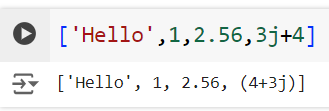 ['Hello',1,2.56,3j+4]
['Hello', 1, 2.56, (4+3j)]